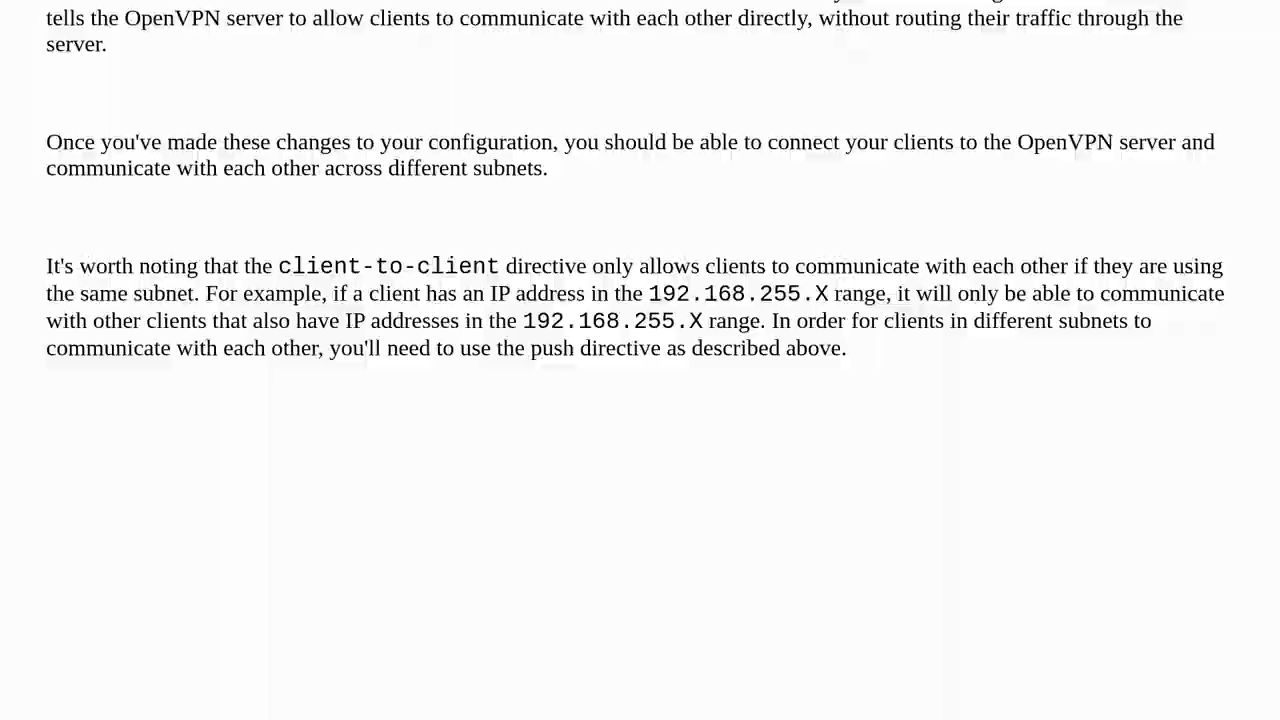 tells the OpenVPN server to allow clients to communicate with each other directly, without routing their traffic through the
server.
Once you've made these changes to your configuration, you should be able to connect your clients to the OpenVPN server and
communicate with each other across different subnets.
It's worth noting that the client-to-client directive only allows clients to communicate with each other if they are using
the same subnet. For example, if a client has an IP address in the 192.168.255.X range, it will only be able to communicate
with other clients that also have IP addresses in the 192.168.255.X range. In order for clients in different subnets to
communicate with each other, you'll need to use the push directive as described above.